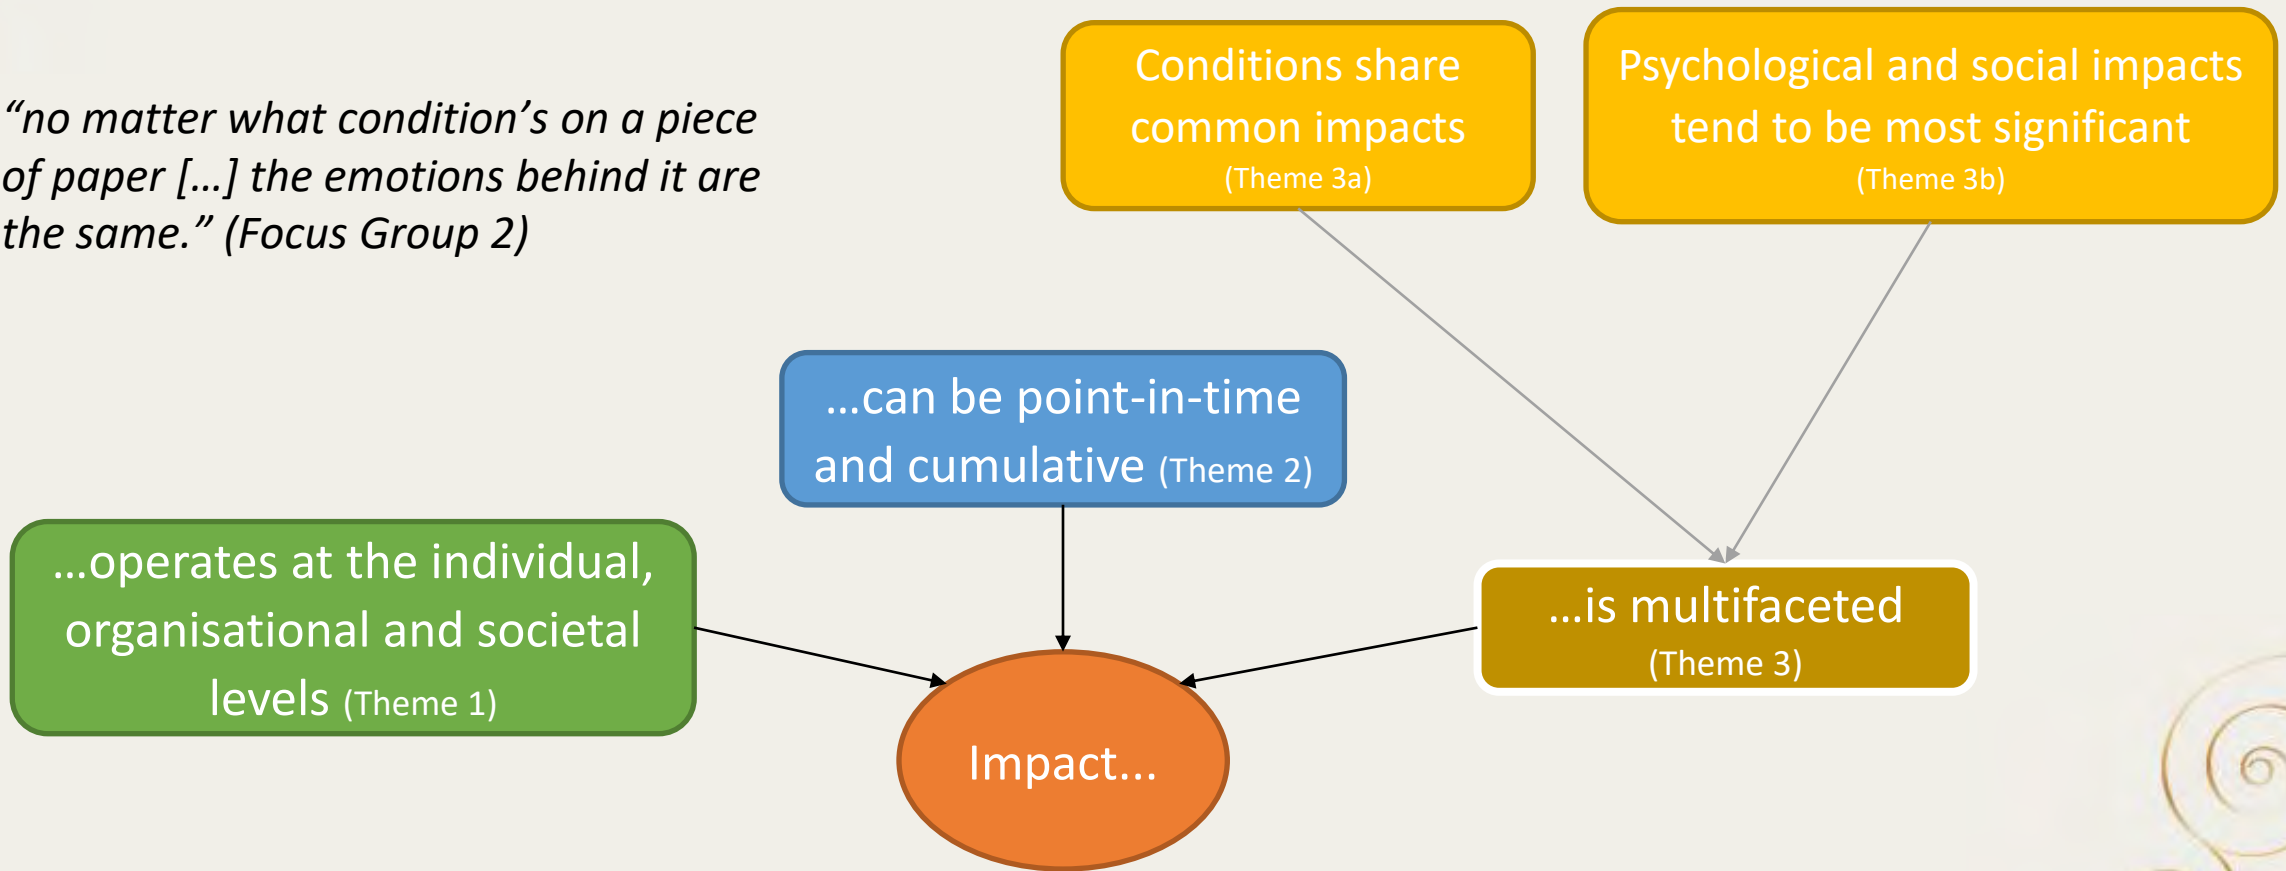 “no matter what condition’s on a piece
of paper […] the emotions behind it are
the same.” (Focus Group 2)
Conditions share
common impacts
(Theme 3a)
Psychological and social impacts
tend to be most significant
(Theme 3b)
…can be point-in-time
and cumulative (Theme 2)
…operates at the individual,
organisational and societal
levels (Theme 1)
…is multifaceted
(Theme 3)
Impact…